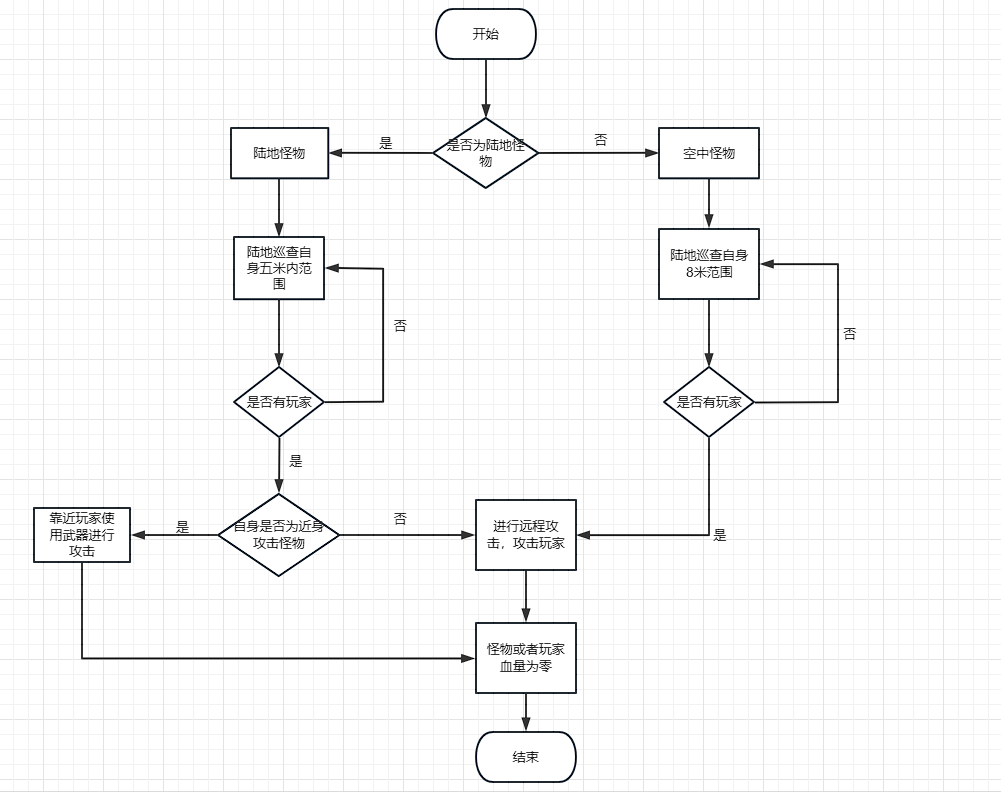 开始
是否为陆地怪
物
是
否
陆地怪物
空中怪物
陆地巡查自
身五米内范
围
陆地巡查自身
8米范围
否
否
是否有玩家
是否有玩家
是
靠近玩家使
用武器进行
攻击
是
自身是否为近身
攻击怪物
否
进行远程攻
击，攻击玩家
是
怪物或者玩家
血量为零
结束